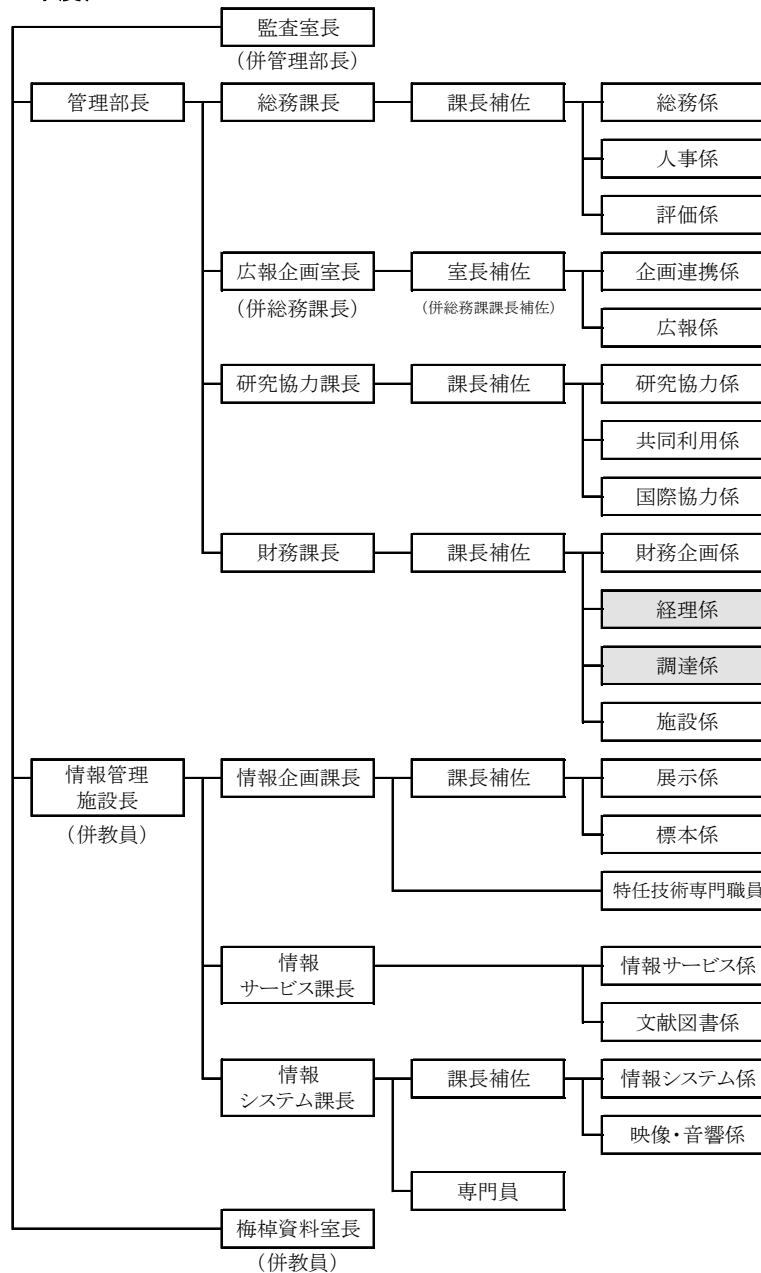 監査室長
（併管理部長）
管理部長
総務課長
課長補佐
総務係
人事係
評価係
広報企画室長
（併総務課長）
室長補佐
（併総務課課長補佐）
企画連携係
広報係
研究協力課長
課長補佐
研究協力係
共同利用係
国際協力係
財務課長
課長補佐
財務企画係
経理係
調達係
施設係
情報管理
施設長
（併教員）
情報企画課長
課長補佐
展示係
標本係
特任技術専門職員
情報
サービス課長
情報サービス係
文献図書係
情報
システム課長
課長補佐
情報システム係
映像・音響係
専門員
梅棹資料室長
（併教員）